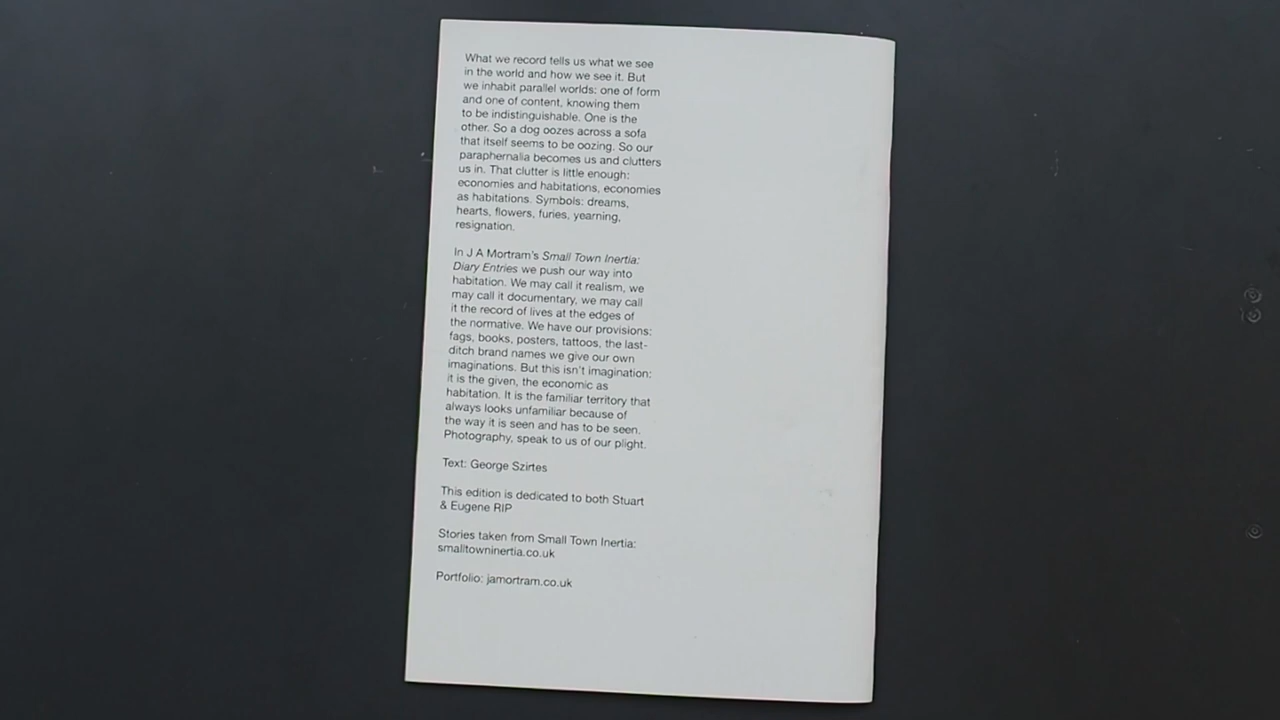 What we record tells us what we see
in the world and how we see it. But
we inhabit parallel worlds: one of form
and one of content, knowing them
to be indistinguishable. One is the
other. So a dog oozes across a sofa
that itself seems to be oozing. So our
paraphernalia becomes us and clutters
us in. That clutter is little enough:
economies and habitations, economies
as habitations. Symbols: dreams,
hearts, flowers, furies, yearning,
resignation.
In J A Mortram's Small Town Inertia:
Diary Entries we push our way into
habitation. We may call it realism, we
may call it documentary, we may call
it the record of lives at the edges of
the normative. We have our provisions:
fags, books, posters, tattoos, the last-
ditch brand names we give our own
imaginations. But this isn't imagination:
it is the given, the economic as
habitation. It is the familiar territory that
always looks unfamiliar because of
the way it is seen and has to be seen.
Photography, speak to us of our plight.
Text: George Szirtes
This edition is dedicated to both Stuart
& Eugene RIP
Stories taken from Small Town Inertia:
smalltowninertia.co.uk
Portfolio: jamortram.co.uk